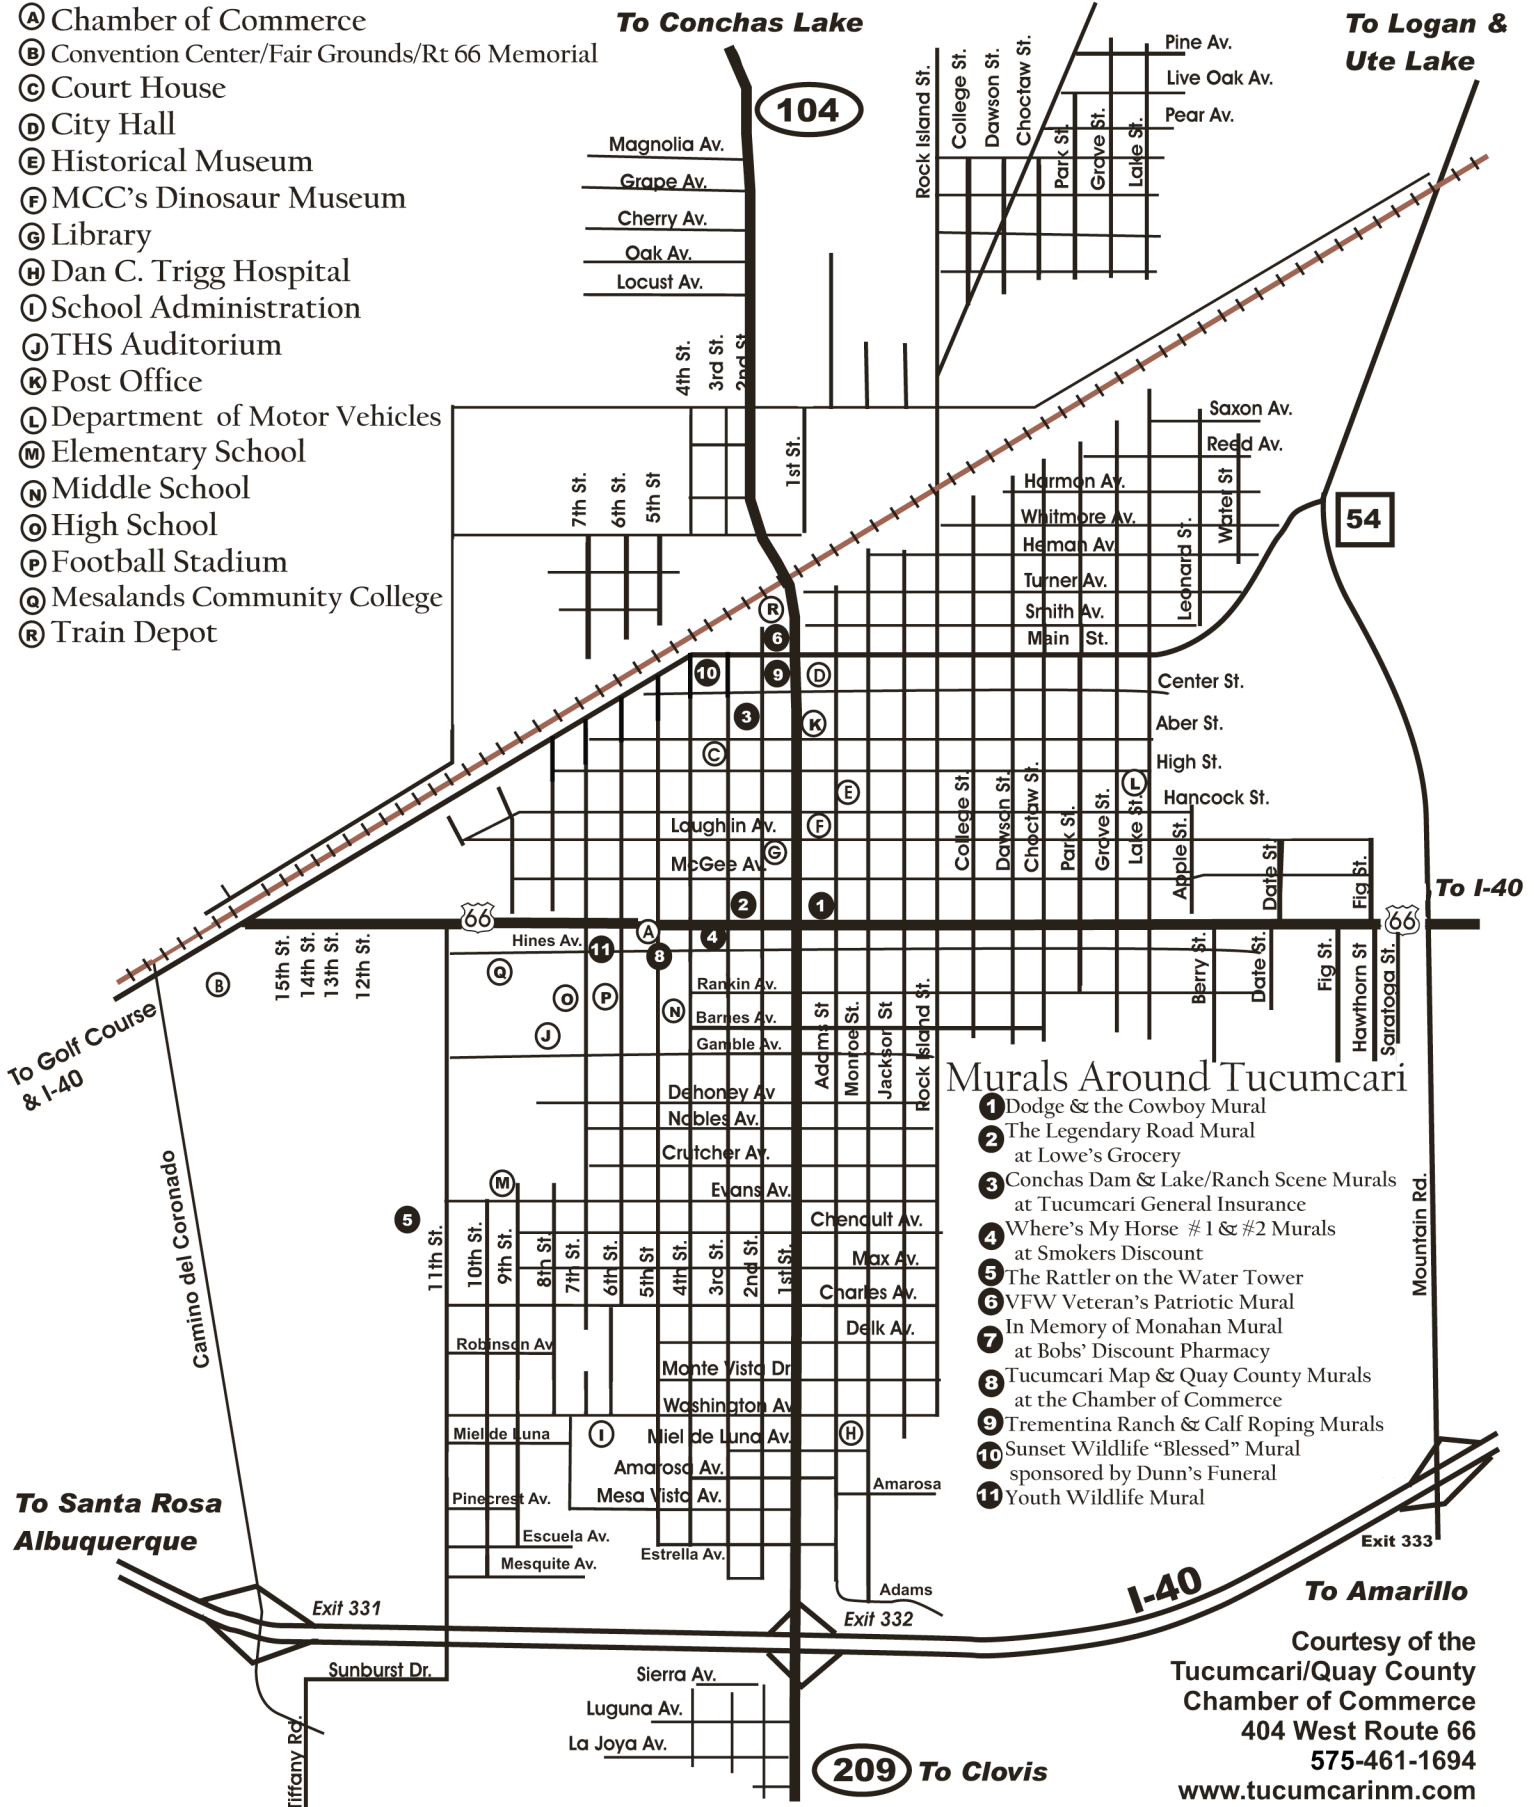 A Chamber of Commerce
B Convention Center/Fair Grounds/Rt 66 Memorial
C Court House
D City Hall
E Historical Museum
F MCC's Dinosaur Museum
G Library
H Dan C. Trigg Hospital
I School Administration
J THS Auditorium
K Post Office
L Department of Motor Vehicles
M Elementary School
N Middle School
O High School
P Football Stadium
Q Mesalands Community College
R Train Depot
To Conchas Lake
104
To Logan &
Ute Lake
Rock Island St.
College St.
Dawson St.
Choctaw St.
Park St.
Grove St.
Lake St.
Pine Av.
Live Oak Av.
Pear Av.
Magnolia Av.
Grape Av.
Cherry Av.
Oak Av.
Locust Av.
4th St.
3rd St.
2nd St
1st St.
7th St.
6th St.
5th St
Saxon Av.
Reed Av.
Harmon Av.
Whitmore Av.
Heman Av.
Turner Av.
Smith Av.
Main St.
Leonard St.
Water St
54
R
6
10
9
D
3
K
C
E
F
G
L
2
1
Center St.
Aber St.
High St.
Hancock St.
Laughlin Av.
McGee Av.
College St.
Dawson St.
Choctaw St.
Park St.
Grove St.
Lake St.
Apple St.
Date St.
Fig St.
To I-40
66
66
A
4
11
8
Hines Av.
15th St.
14th St.
13th St.
12th St.
B
Q
O
P
N
J
Rankin Av.
Barnes Av.
Gamble Av.
Adams St
Monroe St.
Jackson St
Rock Island St.
Berry St.
Date St.
Fig St.
Hawthorn St
Saratoga St.
To Golf Course
& I-40
Dehoney Av
Nobles Av.
Crutcher Av.
Evans Av.
Chenault Av.
Max Av.
Charles Av.
Delk Av.
M
5
11th St.
10th St.
9th St.
8th St.
7th St.
6th St.
5th St
4th St.
3rd St.
2nd St.
1st St.
Camino del Coronado
Mountain Rd.
Murals Around Tucumcari
1 Dodge & the Cowboy Mural
2 The Legendary Road Mural
at Lowe's Grocery
3 Conchas Dam & Lake/Ranch Scene Murals
at Tucumcari General Insurance
4 Where's My Horse #1 & #2 Murals
at Smokers Discount
5 The Rattler on the Water Tower
6 VFW Veteran's Patriotic Mural
7 In Memory of Monahan Mural
at Bobs' Discount Pharmacy
8 Tucumcari Map & Quay County Murals
at the Chamber of Commerce
9 Trementina Ranch & Calf Roping Murals
10 Sunset Wildlife "Blessed" Mural
sponsored by Dunn's Funeral
11 Youth Wildlife Mural
Robinson Av
Monte Vista Dr
Washington Av
Miel de Luna
I
Miel de Luna Av.
H
Amarosa Av.
Amarosa
Pinecrest Av.
Mesa Vista Av.
Escuela Av.
Estrella Av.
Mesquite Av.
Adams
To Santa Rosa
Albuquerque
Exit 331
Exit 332
Exit 333
I-40
To Amarillo
Sunburst Dr.
Tiffany Rd.
Sierra Av.
Luguna Av.
La Joya Av.
209
To Clovis
Courtesy of the
Tucumcari/Quay County
Chamber of Commerce
404 West Route 66
575-461-1694
www.tucumcarinm.com